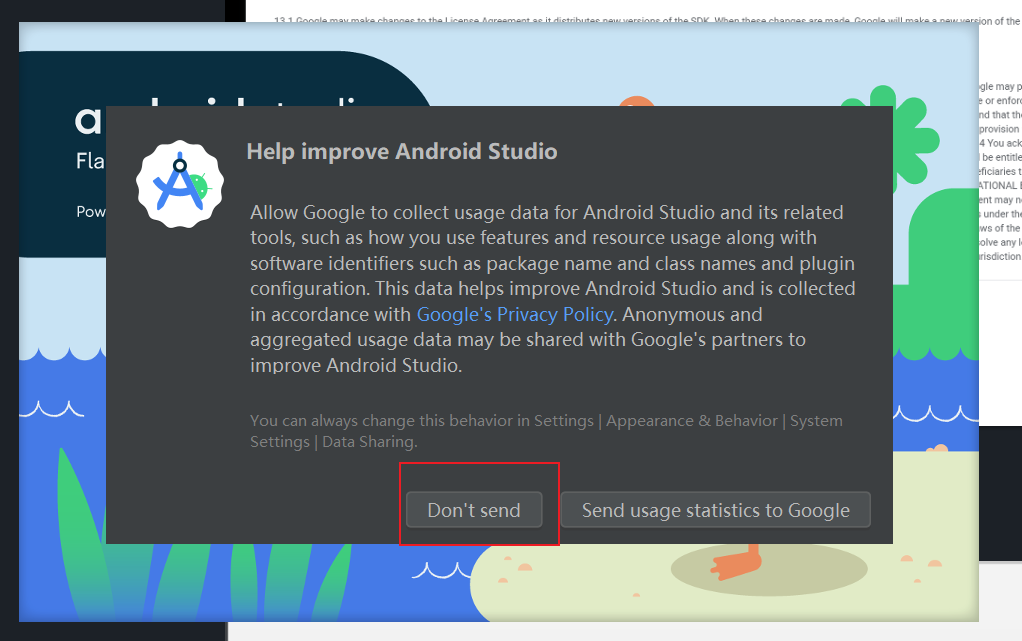 13.1 Google may make changes to the License Agreement as it distributes new versions of the SDK. When these changes are made, Google will make a new version of the
Fla
Pow
Help improve Android Studio
Allow Google to collect usage data for Android Studio and its related
tools, such as how you use features and resource usage along with
software identifiers such as package name and class names and plugin
configuration. This data helps improve Android Studio and is collected
in accordance with Google's Privacy Policy. Anonymous and
aggregated usage data may be shared with Google's partners to
improve Android Studio.
You can always change this behavior in Settings | Appearance & Behavior | System
Settings | Data Sharing.
Don't send
Send usage statistics to Google
gle may p
e or enforc
nd that the
provision
4 You ack
l be entitle
eficiaries t
ATIONAL E
ent may no
s under the
ws of the
olve any l
urisdiction